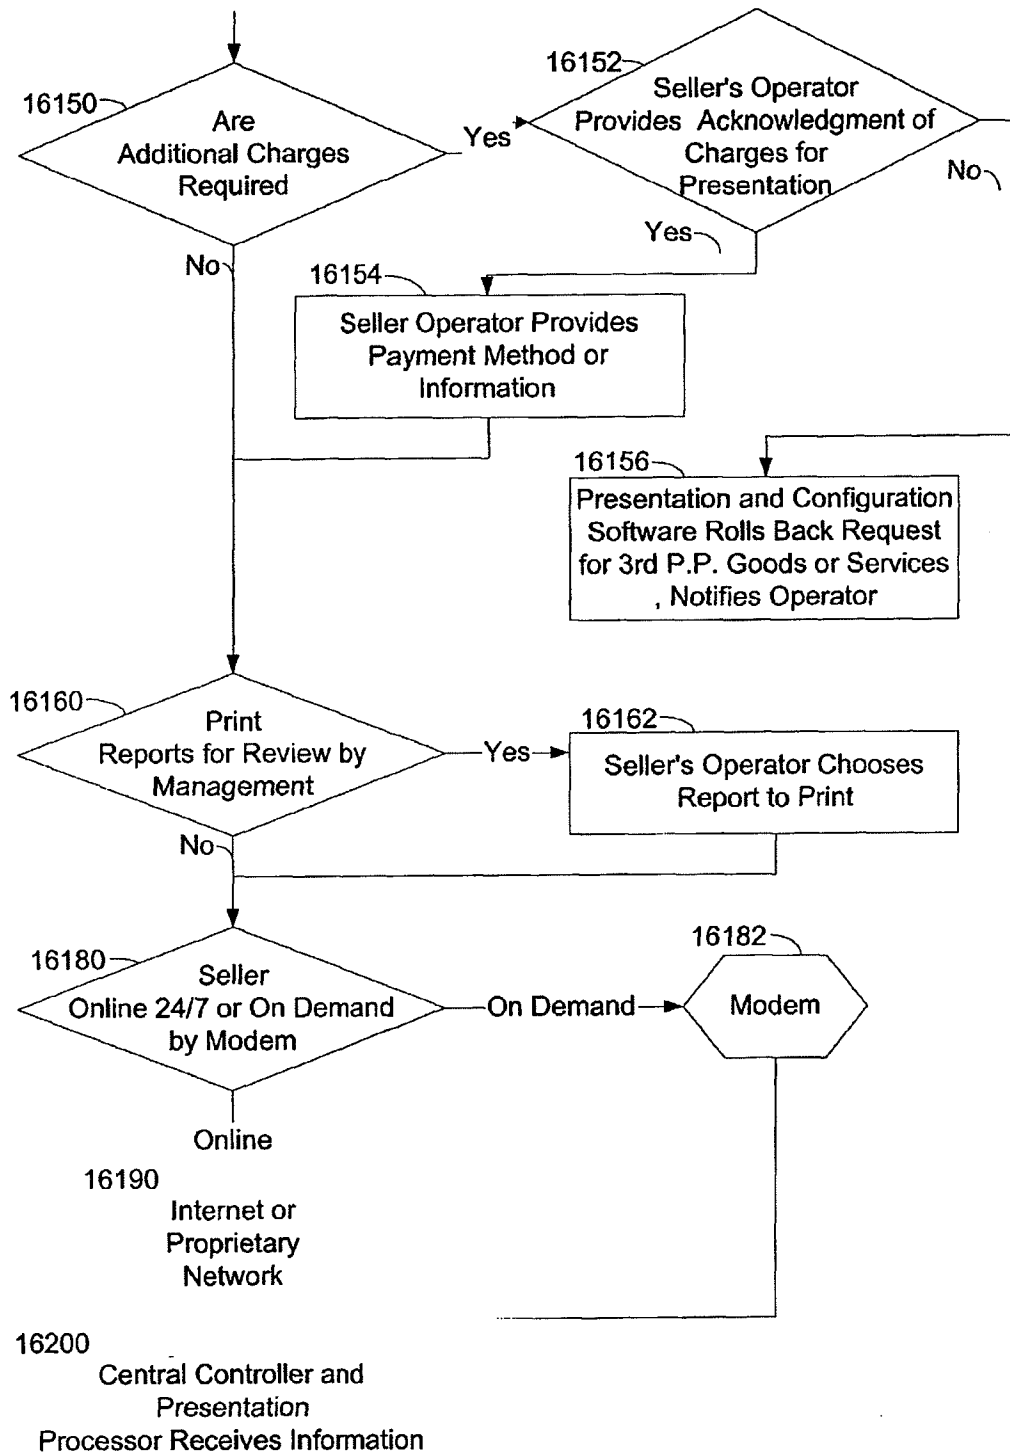 16150
Are
Additional Charges
Required
Yes
16152
Seller's Operator
Provides Acknowledgment of
Charges for
Presentation
No
Yes
No
16154
Seller Operator Provides
Payment Method or
Information
16156
Presentation and Configuration
Software Rolls Back Request
for 3rd P.P. Goods or Services
, Notifies Operator
16160
Print
Reports for Review by
Management
Yes
16162
Seller's Operator Chooses
Report to Print
No
16180
Seller
Online 24/7 or On Demand
by Modem
On Demand
16182
Modem
Online
16190
Internet or
Proprietary
Network
16200
Central Controller and
Presentation
Processor Receives Information